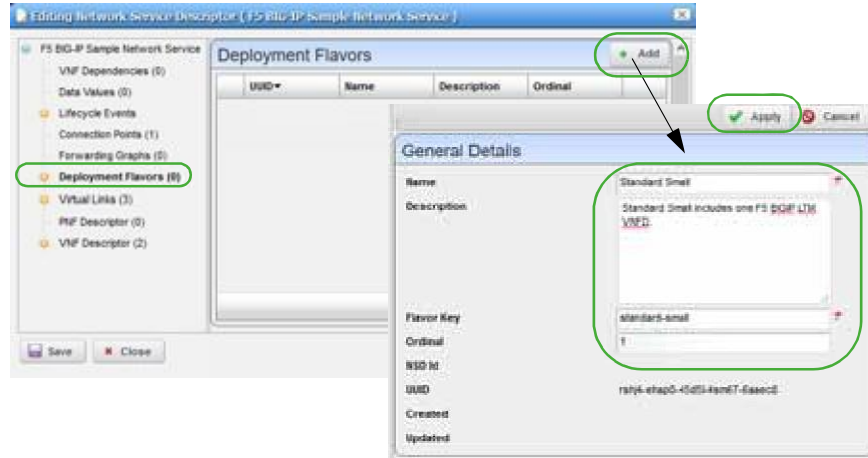 Editing Network Service Descriptor ( F5 BIG-IP Sample Network Service )
F5 BIG-IP Sample Network Service
VNF Dependencies (0)
Data Values (0)
Lifecycle Events
Connection Points (1)
Forwarding Graphs (0)
Deployment Flavors (0)
Virtual Links (3)
PNF Descriptor (0)
VNF Descriptor (2)
Save
Close
Deployment Flavors
Add
UUID Name Description Ordinal
Apply Cancel
General Details
Name Standard Small
Description Standard Small includes one F5 BIGIP LTM
VNFD.
Flavor Key standard-small
Ordinal 1
NSD Id
UUID
Created
Updated